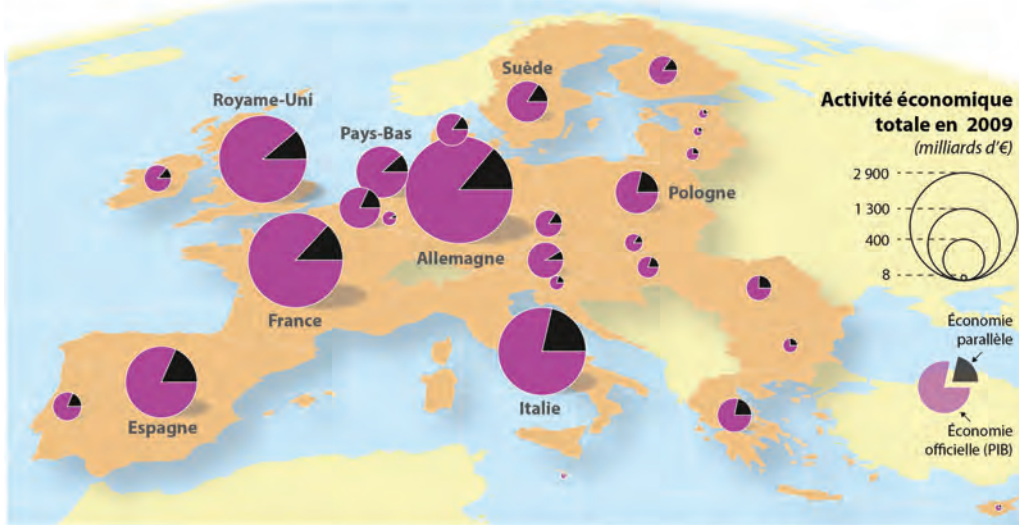 Suède
Royame-Uni
Pays-Bas
Pologne
Allemagne
France
Italie
Espagne
Activité économique
totale en 2009
(milliards d'€)
2 900
1 300
400
8
Économie
parallèle
Économie
officielle (PIB)